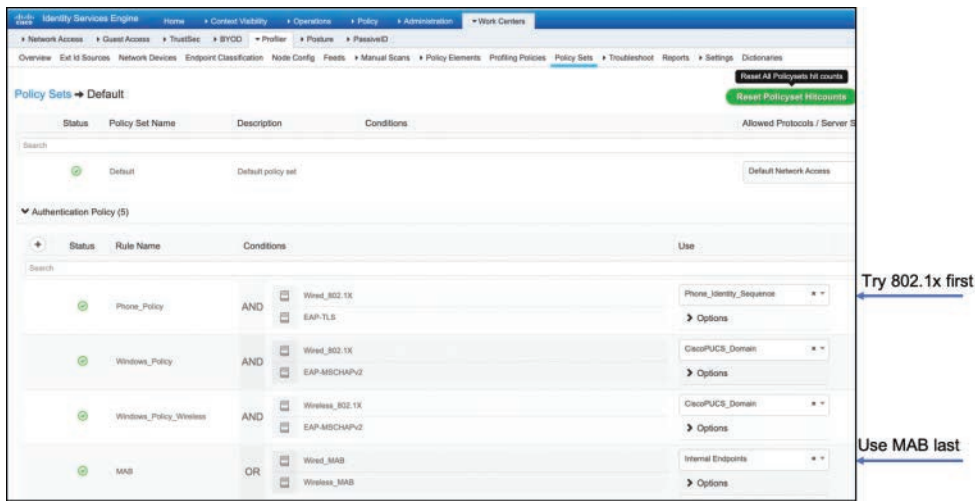 cisco Identity Services Engine Home Context Visibility Operations Policy Administration Work Centers
Network Access Guest Access TrustSec BYOD Profiler Posture PassiveID
Overview Ext Id Sources Network Devices Endpoint Classification Node Config Feeds Manual Scans Policy Elements Profiling Policies Policy Sets Troubleshoot Reports Settings Dictionaries
Reset All Policysets hit counts
Policy Sets → Default Reset Policyset Hitcounts
Status Policy Set Name Description Conditions Allowed Protocols / Server S
Search
Default Default policy set Default Network Access
Authentication Policy (5)
+ Status Rule Name Conditions Use
Search
Try 802.1x first
Phone_Policy AND Wired_802.1X Phone_Identity_Sequence
EAP-TLS Options
Windows_Policy AND Wired_802.1X CiscoPUCS_Domain
EAP-MSCHAPv2 Options
Windows_Policy_Wireless AND Wireless_802.1X CiscoPUCS_Domain
EAP-MSCHAPv2 Options
Use MAB last
MAB OR Wired_MAB Internal Endpoints
Wireless_MAB Options